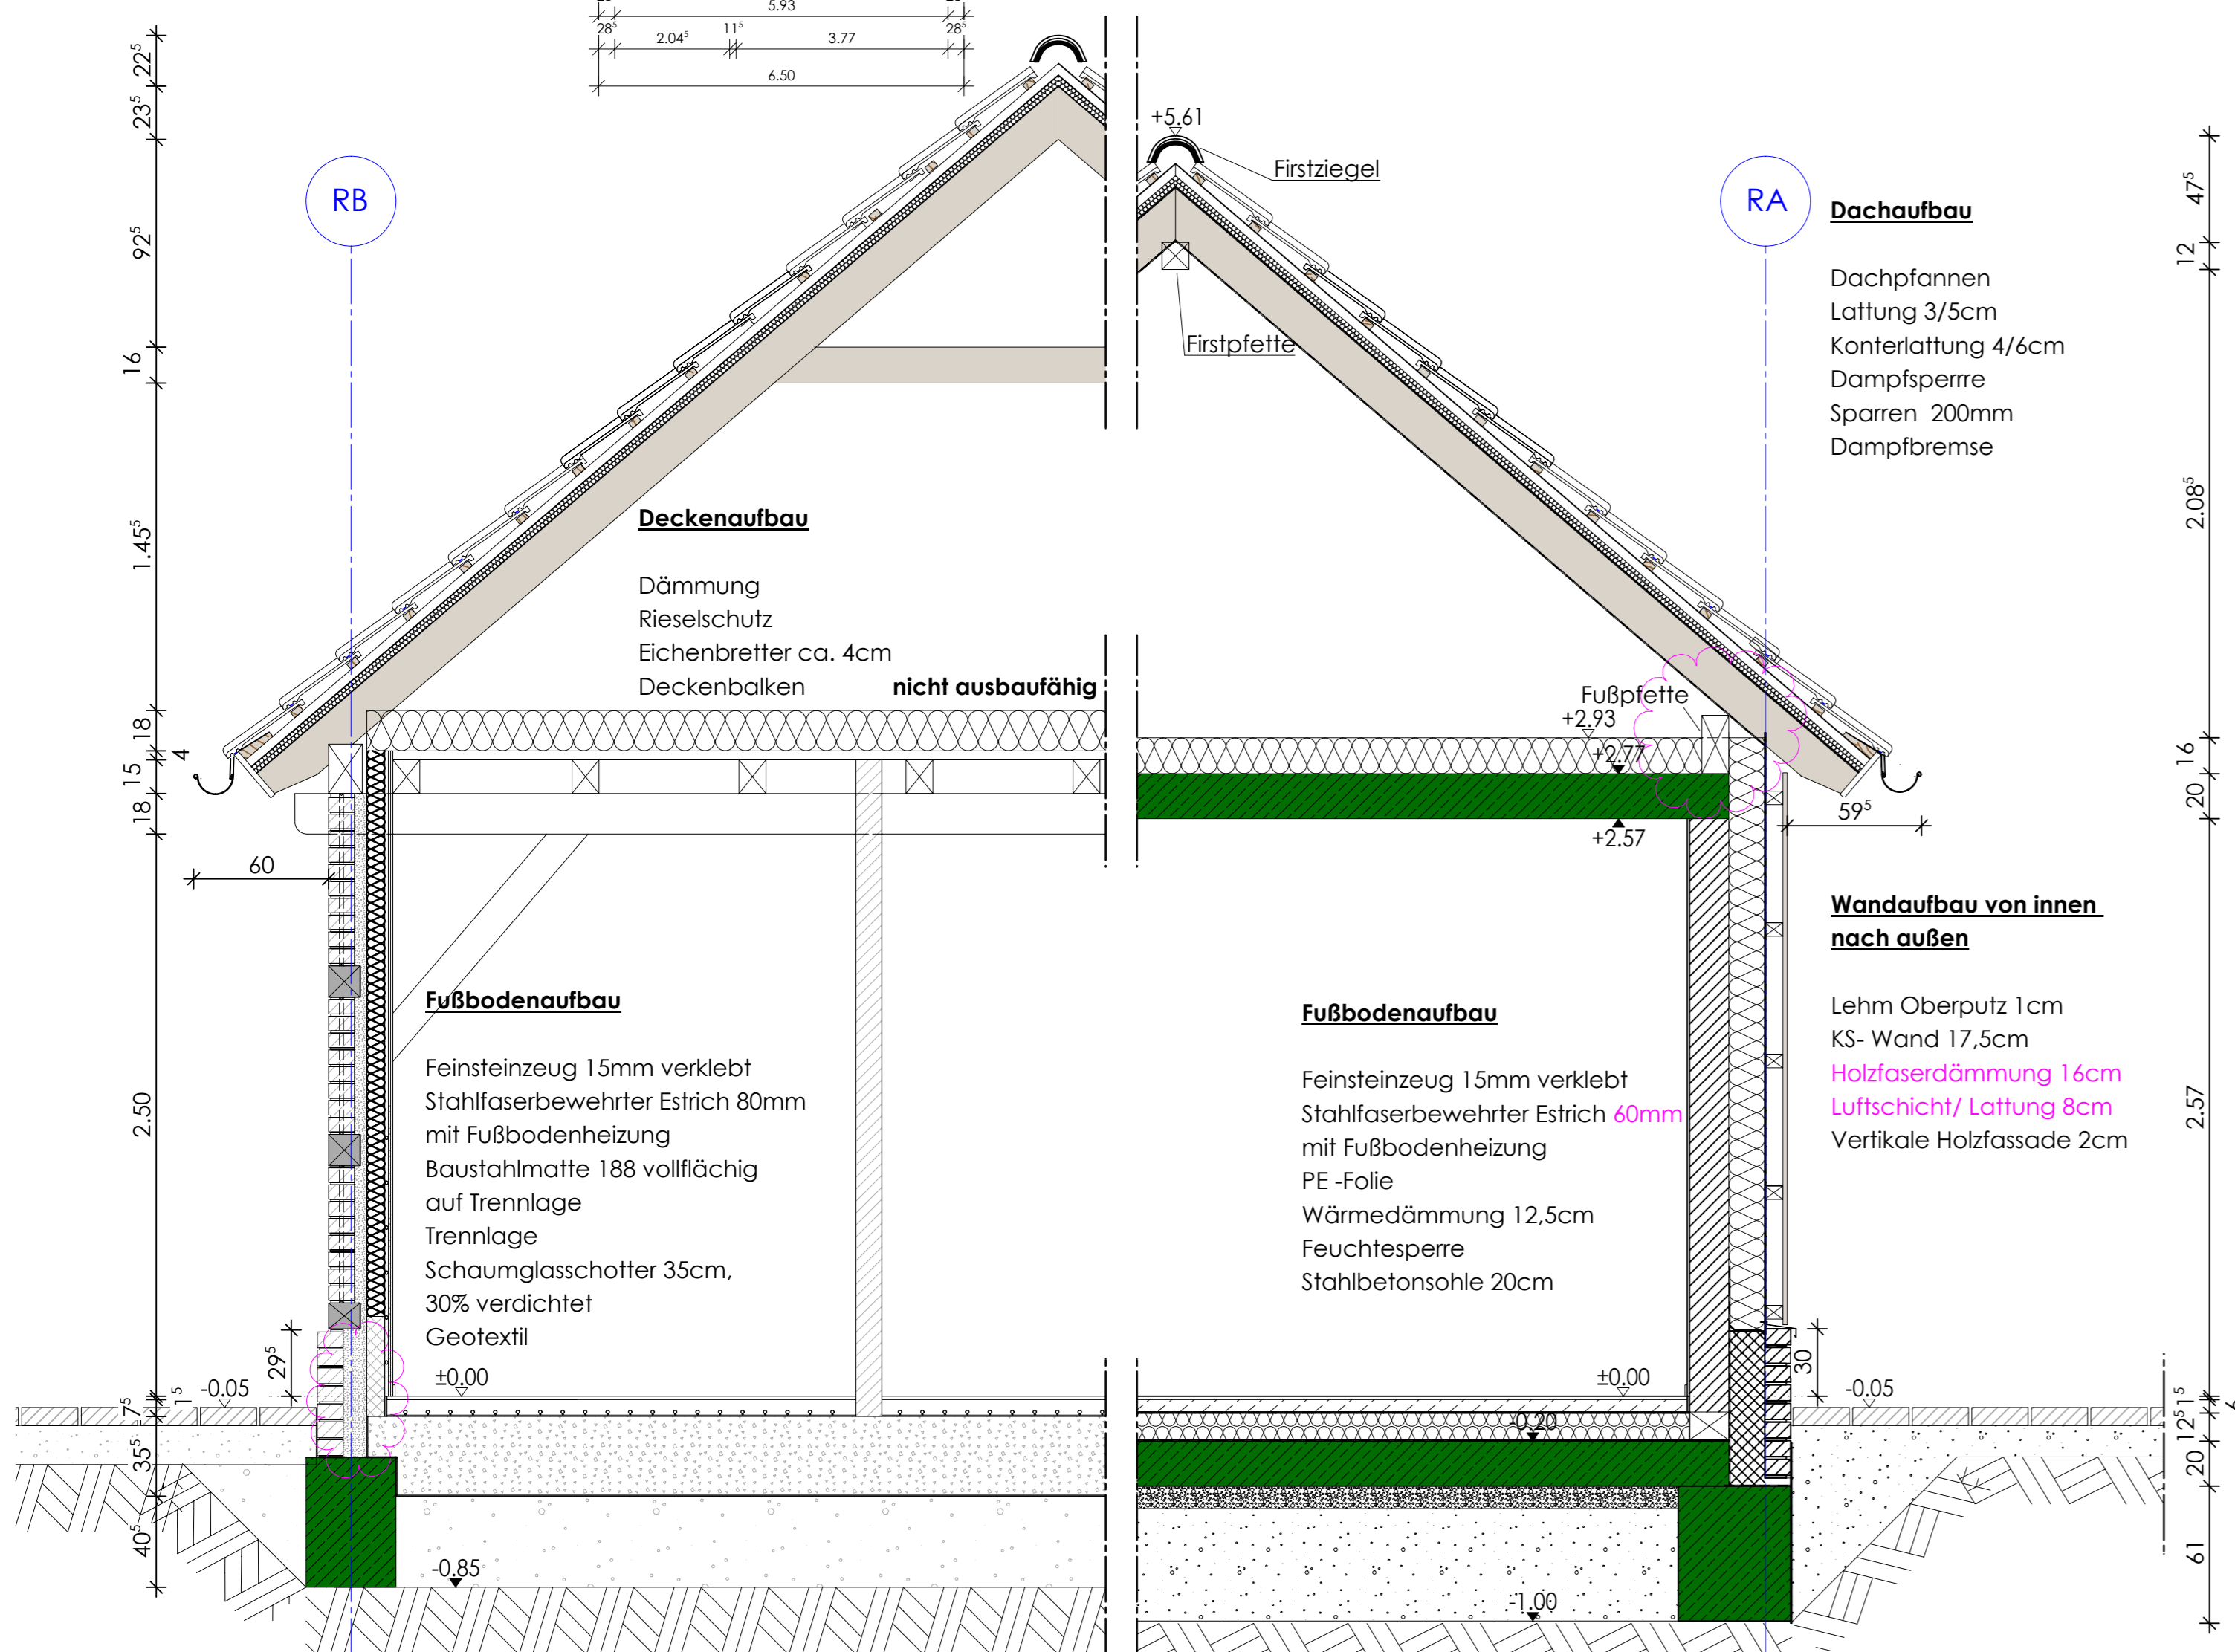 5.93
28⁵
2.04⁵
11⁵
3.77
28⁵
6.50
22⁵
23⁵
92⁵
16
1.45⁵
18
4
15
18
2.50
29⁵
1⁵
7⁵
35⁵
40⁵
60
RB
+5.61
Firstziegel
Firstpfette
RA
Dachaufbau
Dachpfannen
Lattung 3/5cm
Konterlattung 4/6cm
Dampfsperrre
Sparren 200mm
Dampfbremse
47⁵
12
2.08⁵
16
20
2.57
1⁵
6
12⁵
20
61
Deckenaufbau
Dämmung
Rieselschutz
Eichenbretter ca. 4cm
Deckenbalken
nicht ausbaufähig
Fußpfette
+2.93
+2.77
+2.57
59⁵
Wandaufbau von innen
nach außen
Lehm Oberputz 1cm
KS- Wand 17,5cm
Holzfaserdämmung 16cm
Luftschicht/ Lattung 8cm
Vertikale Holzfassade 2cm
Fußbodenaufbau
Feinsteinzeug 15mm verklebt
Stahlfaserbewehrter Estrich 80mm
mit Fußbodenheizung
Baustahlmatte 188 vollflächig
auf Trennlage
Trennlage
Schaumglasschotter 35cm,
30% verdichtet
Geotextil
Fußbodenaufbau
Feinsteinzeug 15mm verklebt
Stahlfaserbewehrter Estrich 60mm
mit Fußbodenheizung
PE -Folie
Wärmedämmung 12,5cm
Feuchtesperre
Stahlbetonsohle 20cm
-0.05
±0.00
±0.00
30
-0.05
-0.20
-0.85
-1.00